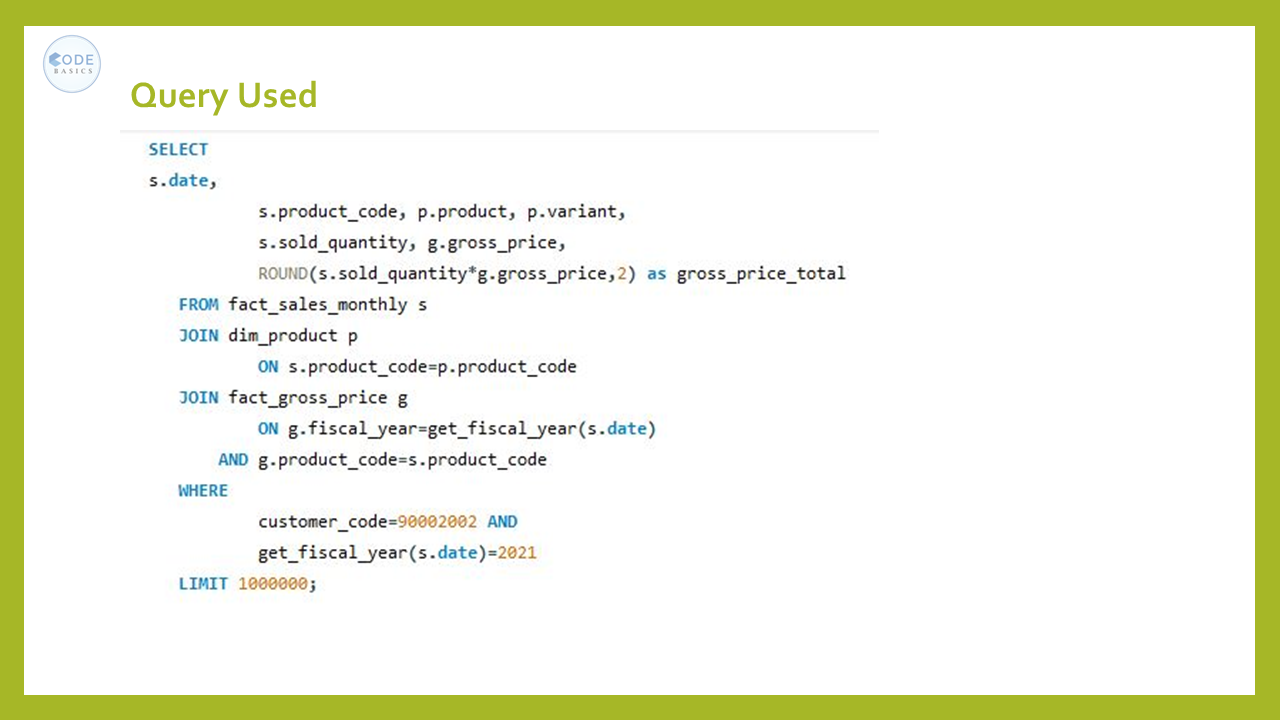 CODE
BASICS
Query Used
SELECT
s.date,
s.product_code, p.product, p.variant,
s.sold_quantity, g.gross_price,
ROUND(s.sold_quantity*g.gross_price,2) as gross_price_total
FROM fact_sales_monthly s
JOIN dim_product p
ON s.product_code=p.product_code
JOIN fact_gross_price g
ON g.fiscal_year=get_fiscal_year(s.date)
AND g.product_code=s.product_code
WHERE
customer_code=90002002 AND
get_fiscal_year(s.date)=2021
LIMIT 1000000;